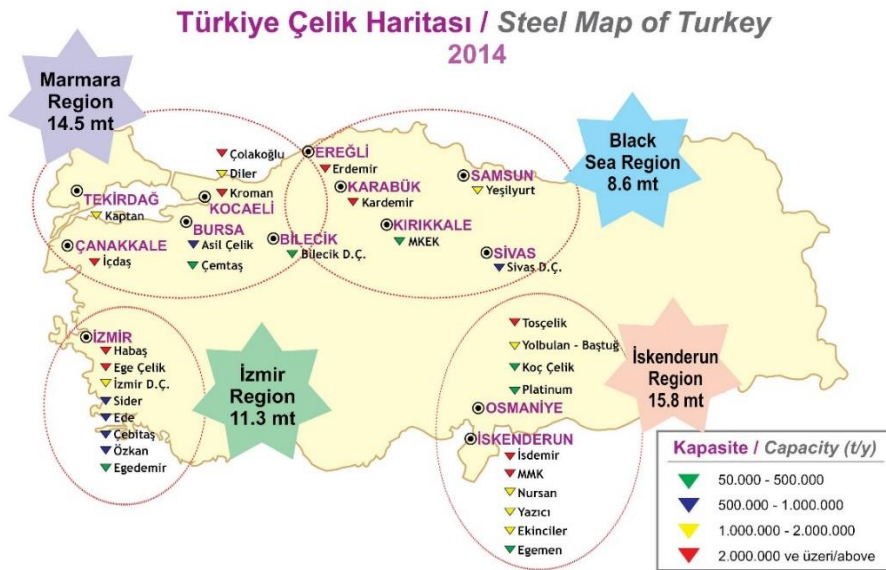 Türkiye Çelik Haritası / Steel Map of Turkey
2014
Marmara
Region
14.5 mt
Black
Sea Region
8.6 mt
Çolakoğlu
Diler
Kroman
KOCAELİ
TEKİRDAĞ
Kaptan
BURSA
Asil Çelik
Çemtaş
ÇANAKKALE
İçdaş
BİLECİK
Bilecik D.Ç.
EREĞLİ
Erdemir
KARABÜK
Kardemir
KIRIKKALE
MKEK
SAMSUN
Yeşilyurt
SİVAS
Sivaş D.Ç.
İZMİR
Habaş
Ege Çelik
İzmir D.Ç.
Sider
Ede
Çebitaş
Özkan
Egedemir
İzmir
Region
11.3 mt
Tosçelik
Yolbulan - Baştuğ
Koç Çelik
Platinum
OSMANİYE
İSKENDERUN
İsdemir
MMK
Nursan
Yazıcı
Ekinciler
Egemen
İskenderun
Region
15.8 mt
Kapasite / Capacity (t/y)
50.000 - 500.000
500.000 - 1.000.000
1.000.000 - 2.000.000
2.000.000 ve üzeri/above